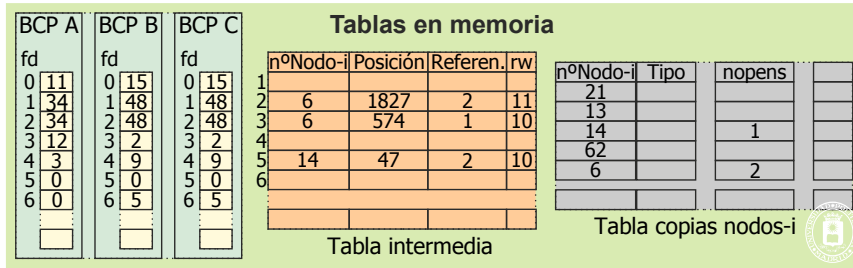 Tablas en memoria
BCP A BCP B BCP C
fd fd fd
0 11 0 15 0 15
1 34 1 48 1 48
2 34 2 48 2 48
3 12 3 2 3 2
4 3 4 9 4 9
5 0 5 0 5 0
6 0 6 5 6 5
nºNodo-i Posición Referen. rw
1
2 6 1827 2 11
3 6 574 1 10
4
5 14 47 2 10
6
Tabla intermedia
nºNodo-i Tipo nopens
21
13
14 1
62
6 2
Tabla copias nodos-i